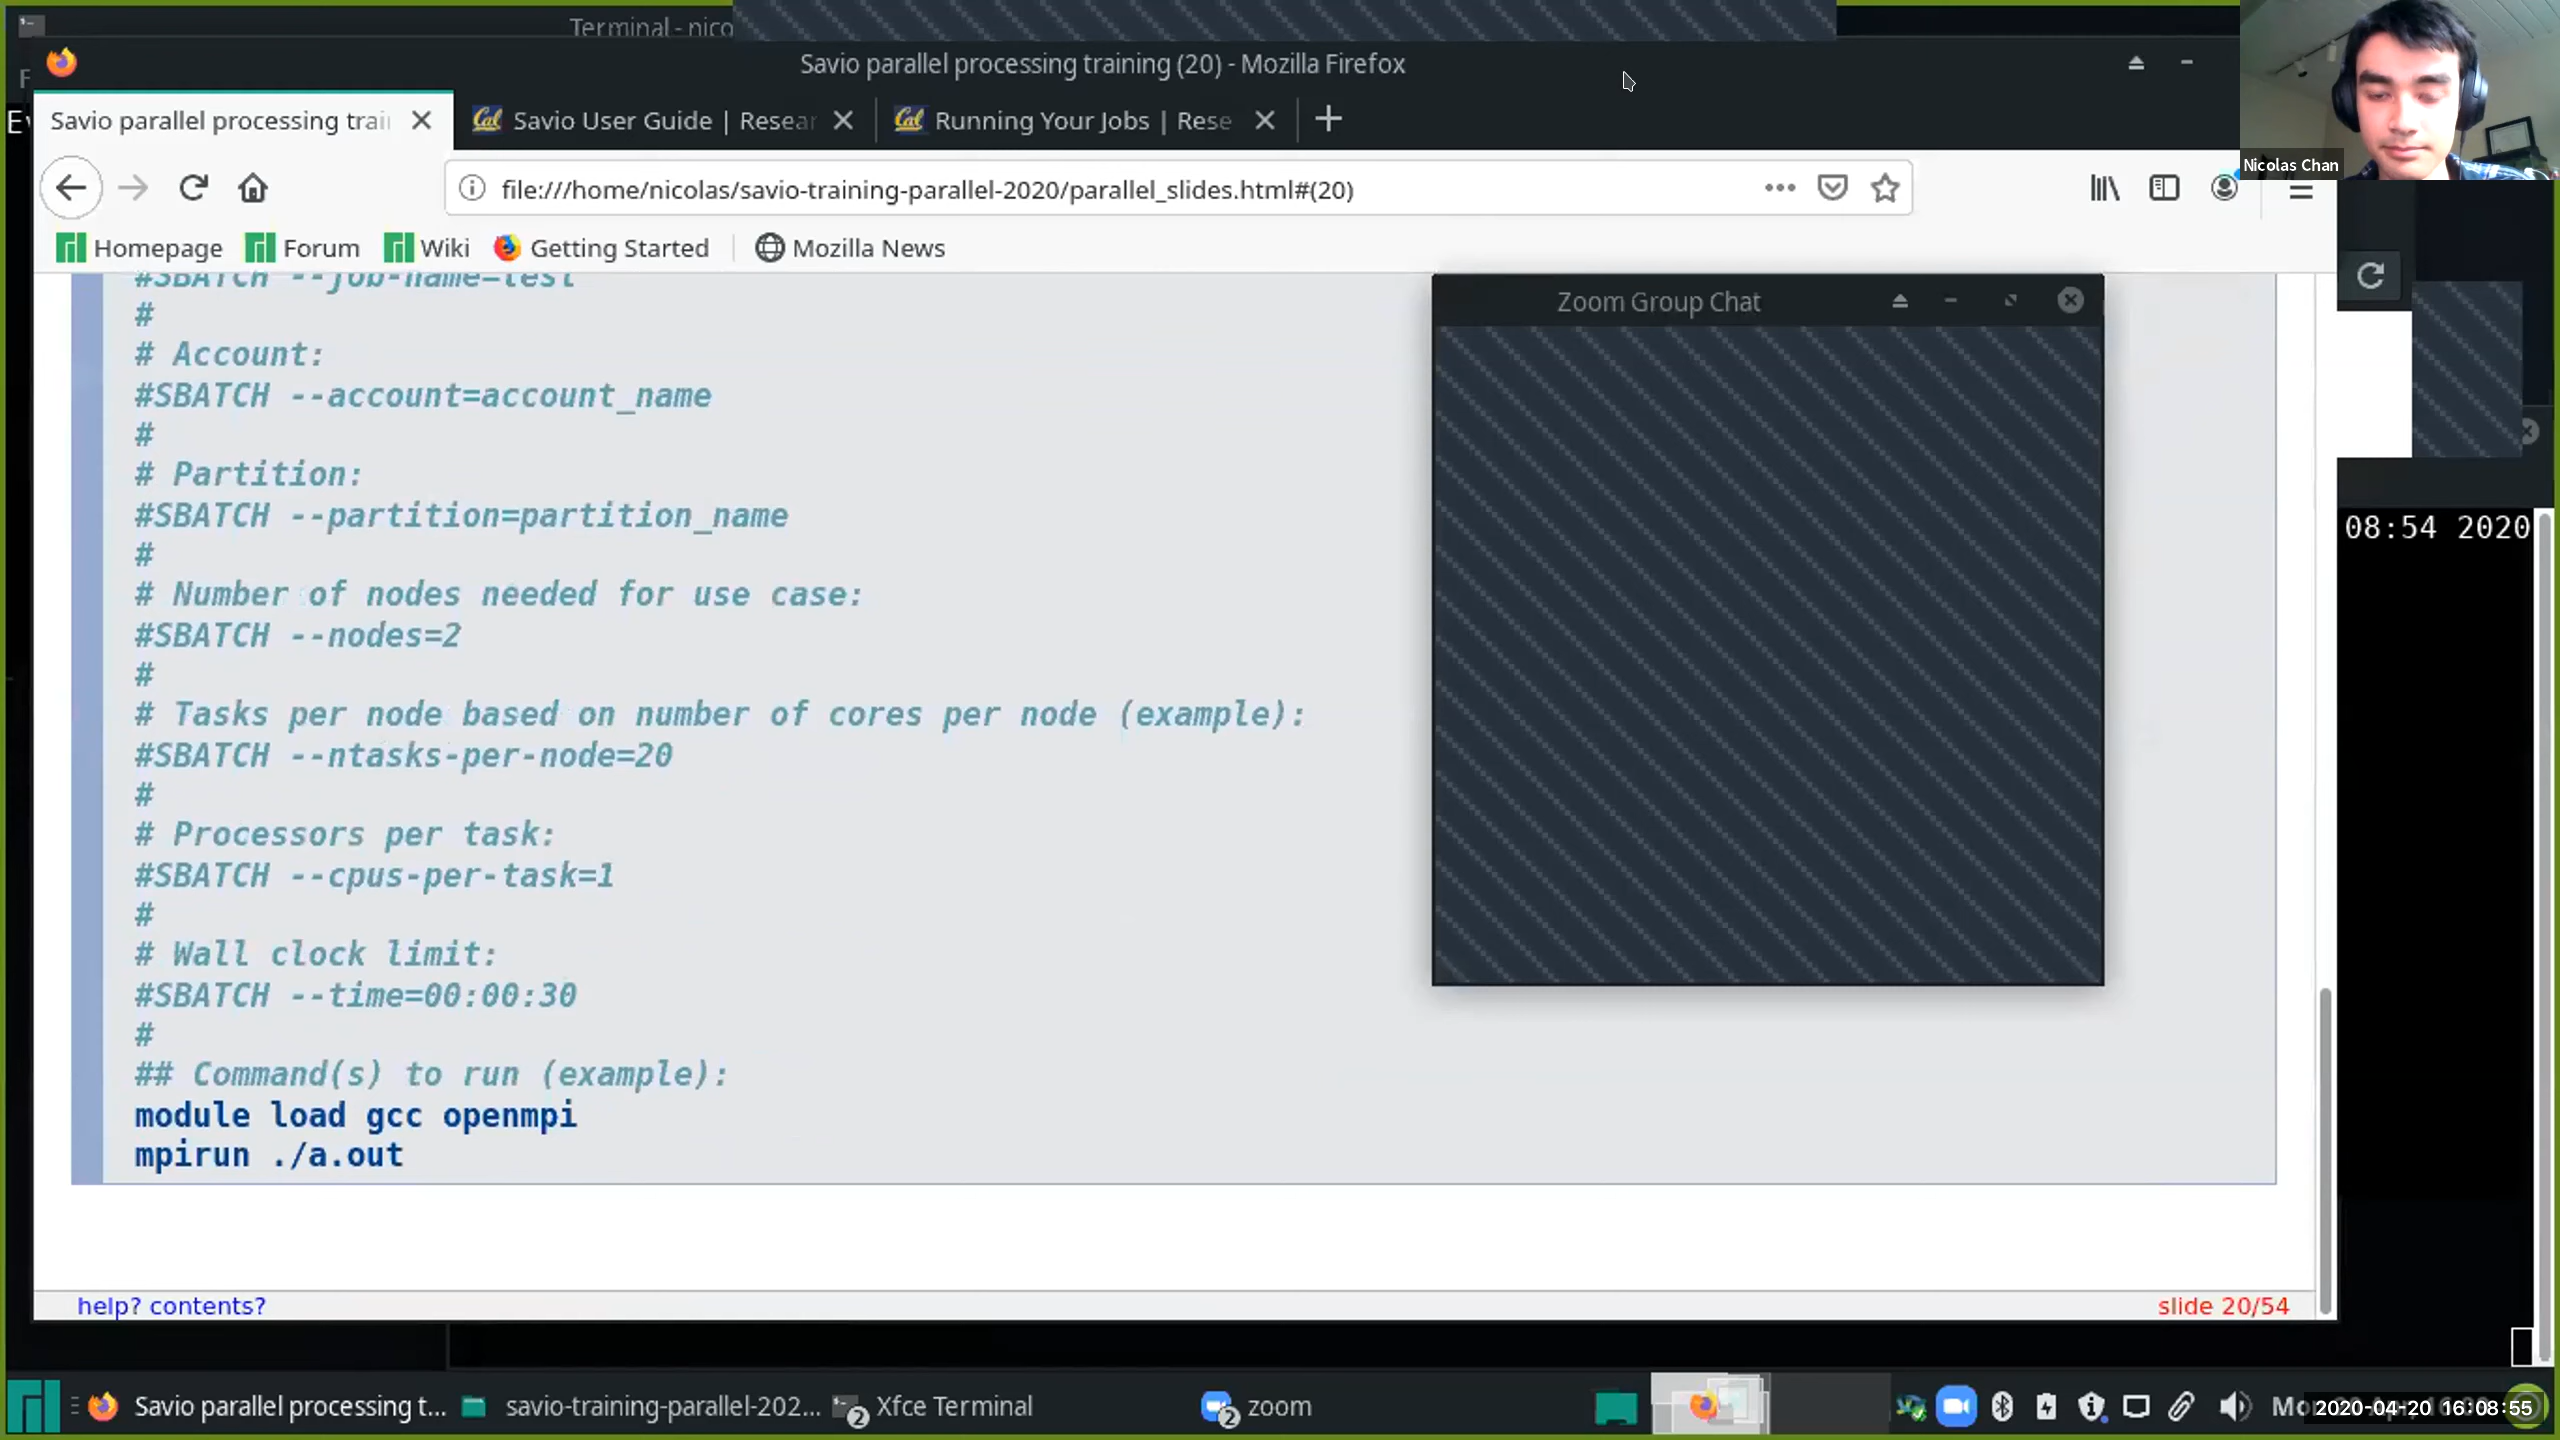 Terminal - nico
Savio parallel processing training (20) - Mozilla Firefox
Savio parallel processing trai
Savio User Guide | Resear
Running Your Jobs | Rese
Nicolas Chan
file:///home/nicolas/savio-training-parallel-2020/parallel_slides.html#(20)
Homepage
Forum
Wiki
Getting Started
Mozilla News
#SBATCH --job-name=test
#
# Account:
#SBATCH --account=account_name
#
# Partition:
#SBATCH --partition=partition_name
#
# Number of nodes needed for use case:
#SBATCH --nodes=2
#
# Tasks per node based on number of cores per node (example):
#SBATCH --ntasks-per-node=20
#
# Processors per task:
#SBATCH --cpus-per-task=1
#
# Wall clock limit:
#SBATCH --time=00:00:30
#
## Command(s) to run (example):
module load gcc openmpi
mpirun ./a.out
Zoom Group Chat
08:54 2020
help? contents?
slide 20/54
Savio parallel processing t...
savio-training-parallel-202...
2
Xfce Terminal
2
zoom
2020-04-20 16:08:55